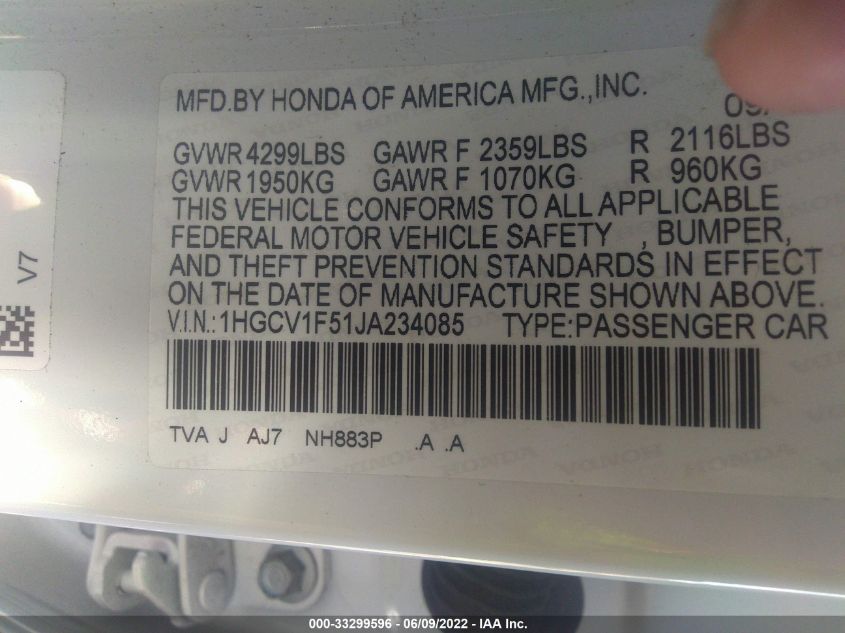 MFD.BY HONDA OF AMERICA MFG.,INC.
GVWR 4299LBS GAWR F 2359LBS R 2116LBS
GVWR 1950KG GAWR F 1070KG R 960KG
THIS VEHICLE CONFORMS TO ALL APPLICABLE
FEDERAL MOTOR VEHICLE SAFETY , BUMPER,
AND THEFT PREVENTION STANDARDS IN EFFECT
ON THE DATE OF MANUFACTURE SHOWN ABOVE.
V.I.N.:1HGCV1F51JA234085 TYPE:PASSENGER CAR
TVA J AJ7 NH883P .A .A
V7
000-33299596 - 06/09/2022 - IAA Inc.